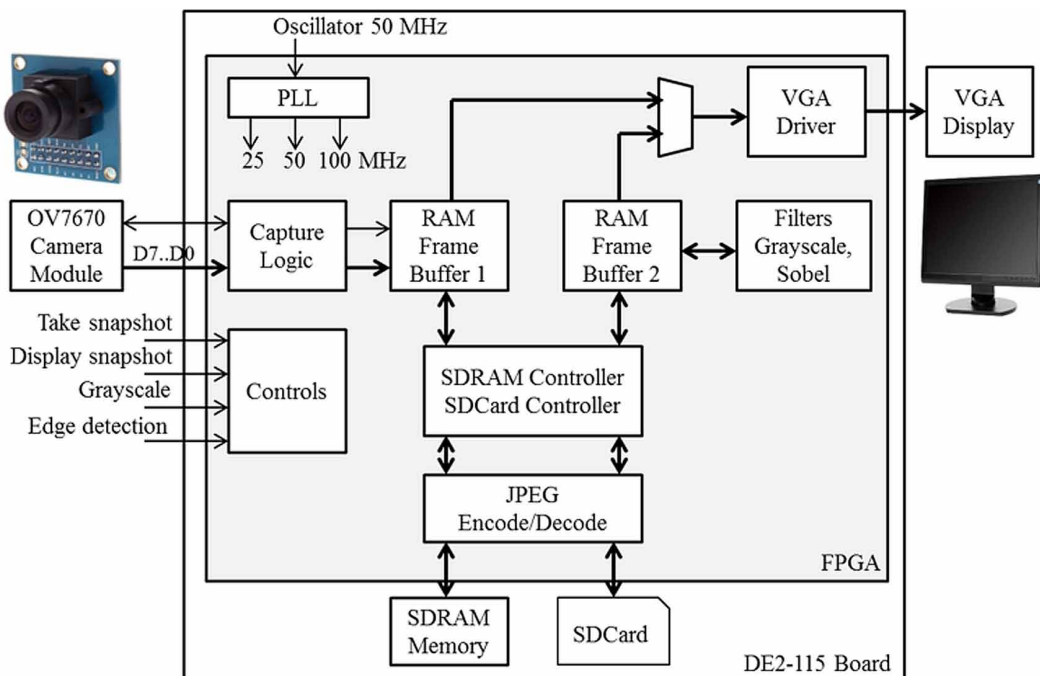 Oscillator 50 MHz
PLL
25 50 100 MHz
VGA
Driver
VGA
Display
OV7670
Camera
Module
D7..D0
Capture
Logic
RAM
Frame
Buffer 1
RAM
Frame
Buffer 2
Filters
Grayscale,
Sobel
Take snapshot
Display snapshot
Grayscale
Edge detection
Controls
SDRAM Controller
SDCard Controller
JPEG
Encode/Decode
FPGA
SDRAM
Memory
SDCard
DE2-115 Board